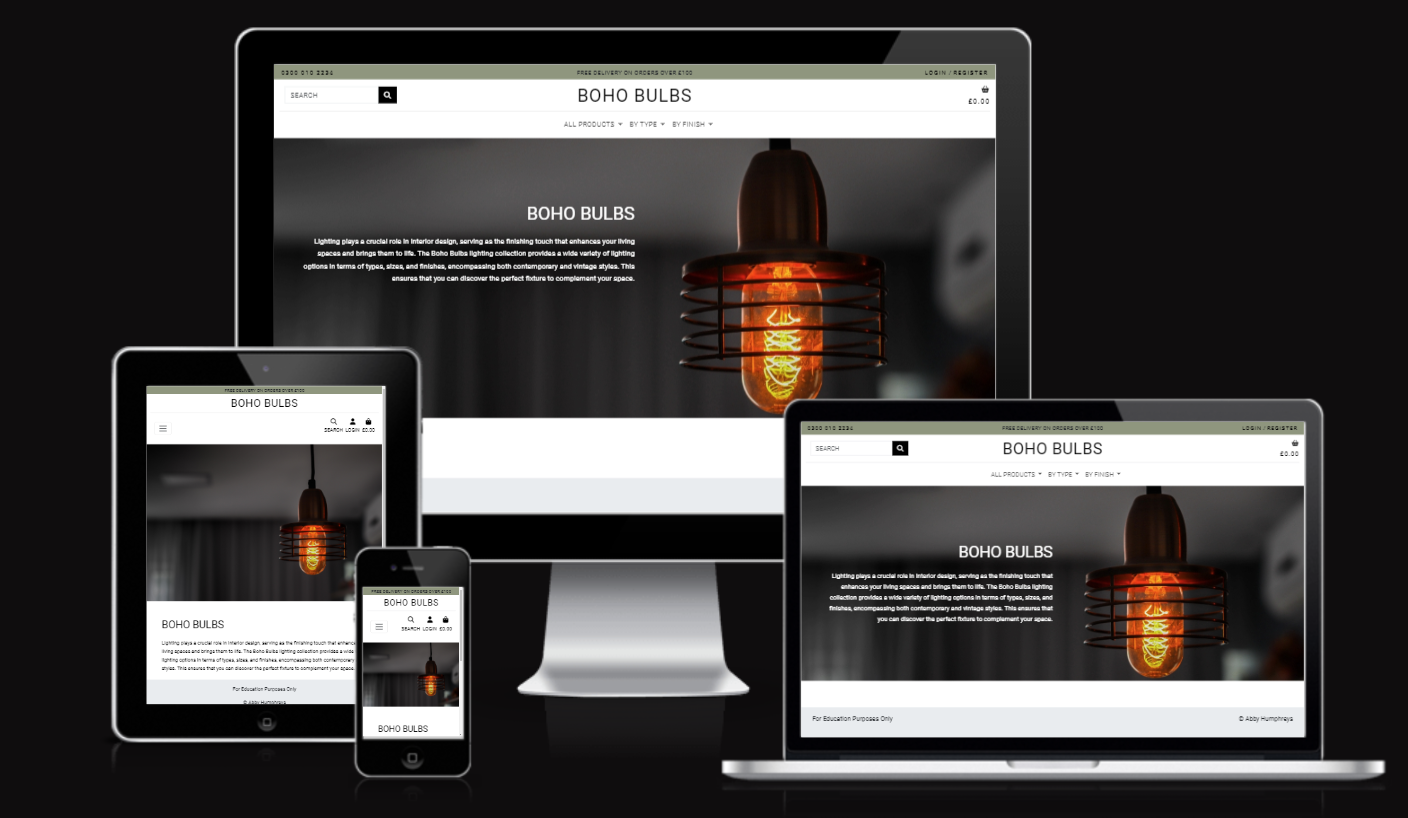 0300 010 2234
FREE DELIVERY ON ORDERS OVER £100
LOGIN / REGISTER
SEARCH
BOHO BULBS
£0.00
ALL PRODUCTS
BY TYPE
BY FINISH
BOHO BULBS
Lighting plays a crucial role in interior design, serving as the finishing touch that enhances your living
spaces and brings them to life. The Boho Bulbs lighting collection provides a wide variety of lighting
options in terms of types, sizes, and finishes, encompassing both contemporary and vintage styles. This
ensures that you can discover the perfect fixture to complement your space.
FREE DELIVERY ON ORDERS OVER £100
BOHO BULBS
SEARCH LOGIN £0.00
BOHO BULBS
Lighting plays a crucial role in interior design, serving as the finishing touch that
living spaces and brings them to life. The Boho Bulbs lighting collection provides a wide
lighting options in terms of types, sizes, and finishes, encompassing both contemporary
styles. This ensures that you can discover the perfect fixture to complement your space.
For Education Purposes Only
© Abby Humphreys
FREE DELIVERY ON ORDERS OVER £100
BOHO BULBS
SEARCH LOGIN £0.00
BOHO BULBS
0300 010 2234
FREE DELIVERY ON ORDERS OVER £100
LOGIN / REGISTER
SEARCH
BOHO BULBS
£0.00
ALL PRODUCTS
BY TYPE
BY FINISH
BOHO BULBS
Lighting plays a crucial role in interior design, serving as the finishing touch that
enhances your living spaces and brings them to life. The Boho Bulbs lighting
collection provides a wide variety of lighting options in terms of types, sizes, and
finishes, encompassing both contemporary and vintage styles. This ensures that
you can discover the perfect fixture to complement your space.
For Education Purposes Only
© Abby Humphreys